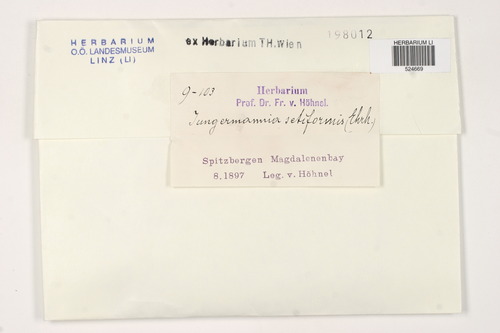 HERBARIUM
O.Ö. LANDESMUSEUM
LINZ (LI)
ex Herbarium TH.Wien
198012
HERBARIUM LI
524669
9-103
Herbarium
Prof. Dr. Fr. v. Höhnel.
Jungermannia setiformis (Ehrh.)
Spitzbergen Magdalenenbay
8.1897 Leg. v. Höhnel